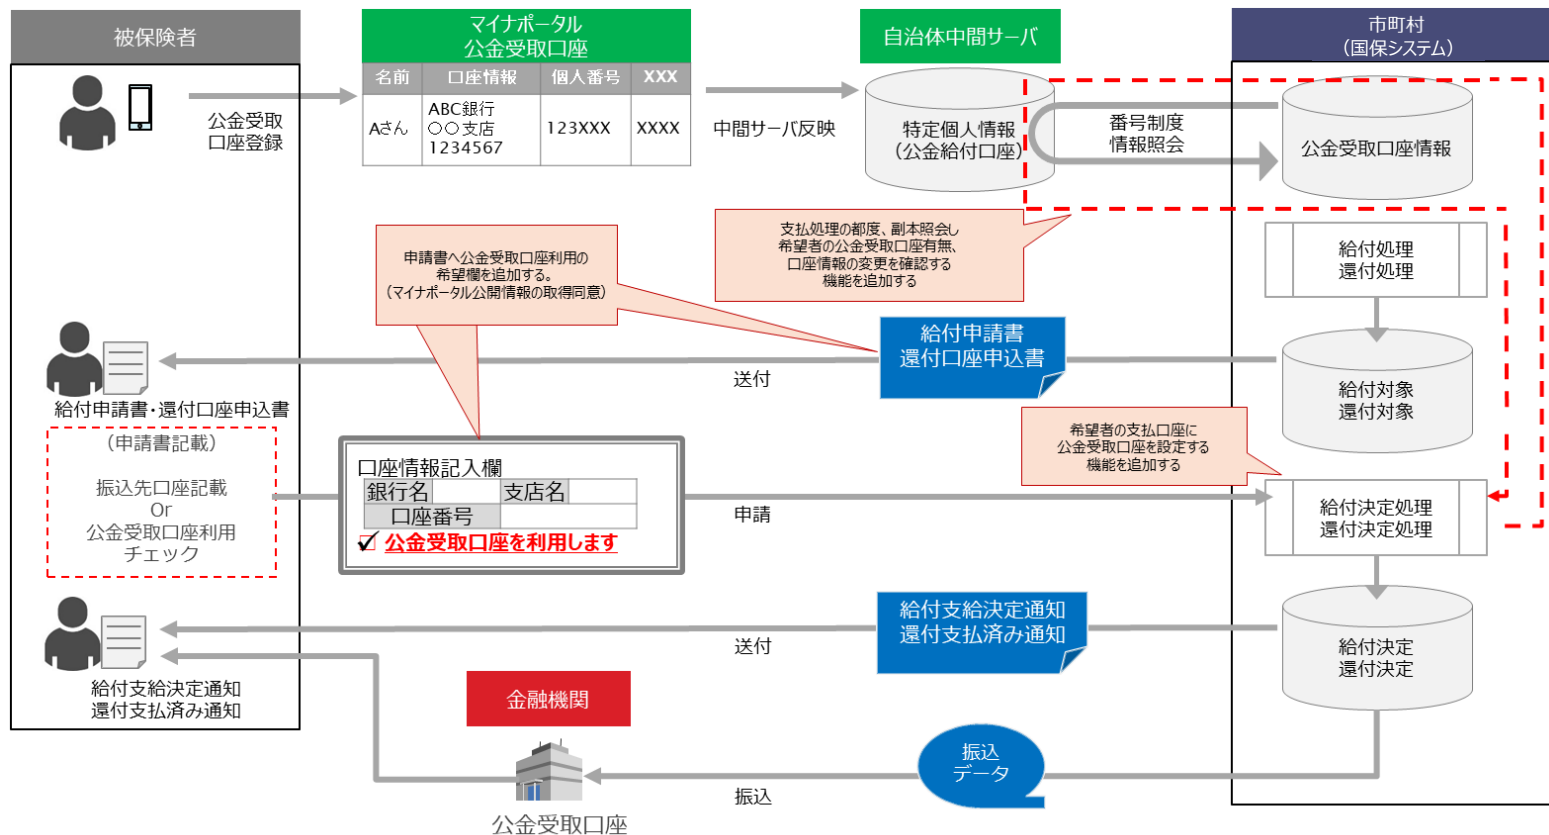 被保険者
マイナポータル
公金受取口座
自治体中間サーバ
市町村
（国保システム）
名前 口座情報 個人番号 XXX
Aさん
ABC銀行
○○支店
1234567
123XXX
XXXX
公金受取
口座登録
中間サーバ反映
特定個人情報
（公金給付口座）
番号制度
情報照会
公金受取口座情報
申請書へ公金受取口座利用の
希望欄を追加する。
（マイナポータル公開情報の取得同意）
支払処理の都度、副本照会し
希望者の公金受取口座有無、
口座情報の変更を確認する
機能を追加する
給付処理
還付処理
給付申請書
還付口座申込書
送付
給付対象
還付対象
給付申請書・還付口座申込書
（申請書記載）
振込先口座記載
Or
公金受取口座利用
チェック
口座情報記入欄
銀行名 支店名
口座番号
公金受取口座を利用します
申請
希望者の支払口座に
公金受取口座を設定する
機能を追加する
給付決定処理
還付決定処理
給付支給決定通知
還付支払済み通知
送付
給付決定
還付決定
給付支給決定通知
還付支払済み通知
金融機関
振込
データ
振込
公金受取口座